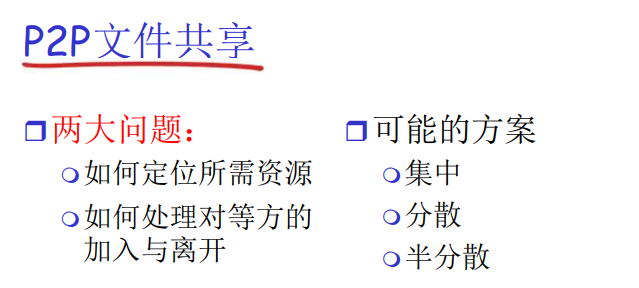 P2P文件共享
两大问题：
如何定位所需资源
如何处理对等方的
加入与离开
可能的方案
集中
分散
半分散